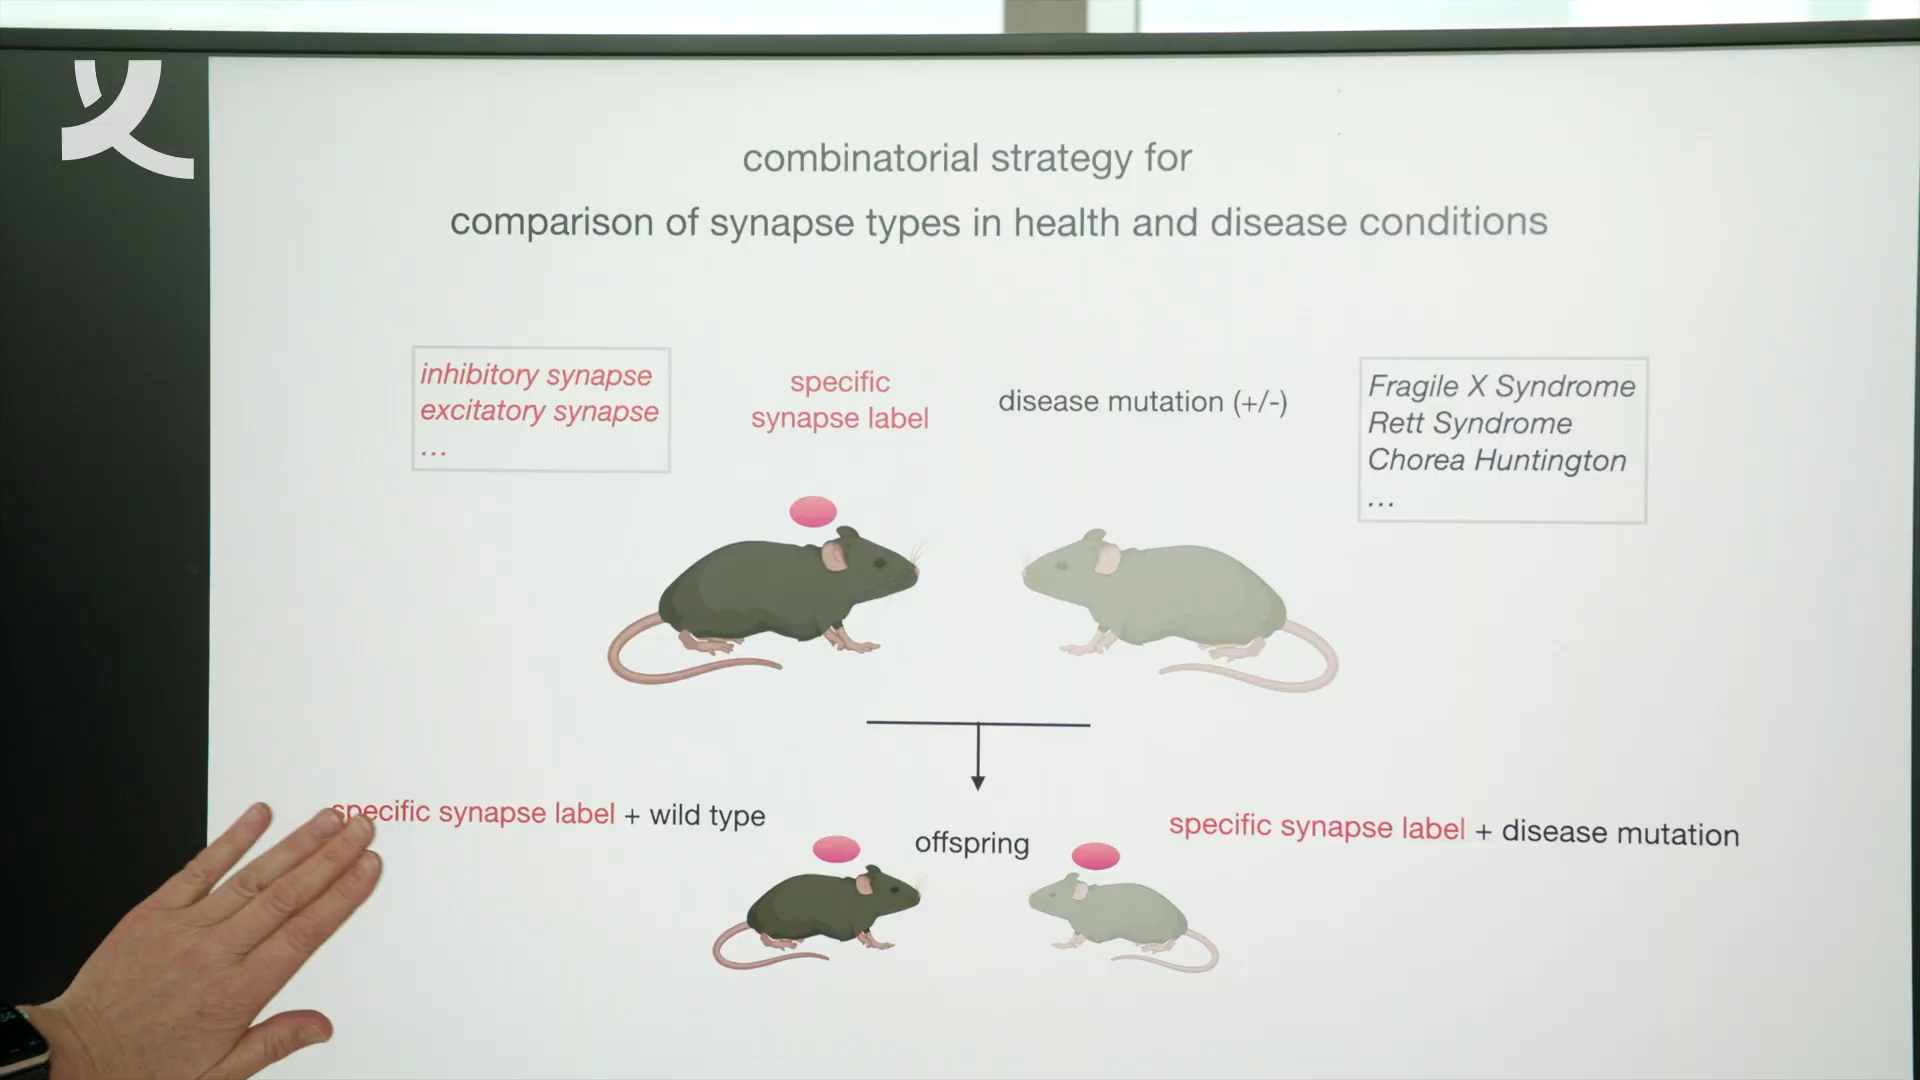 combinatorial strategy for
comparison of synapse types in health and disease conditions
inhibitory synapse
excitatory synapse
...
specific
synapse label
disease mutation (+/-)
Fragile X Syndrome
Rett Syndrome
Chorea Huntington
...
specific synapse label + wild type
offspring
specific synapse label + disease mutation